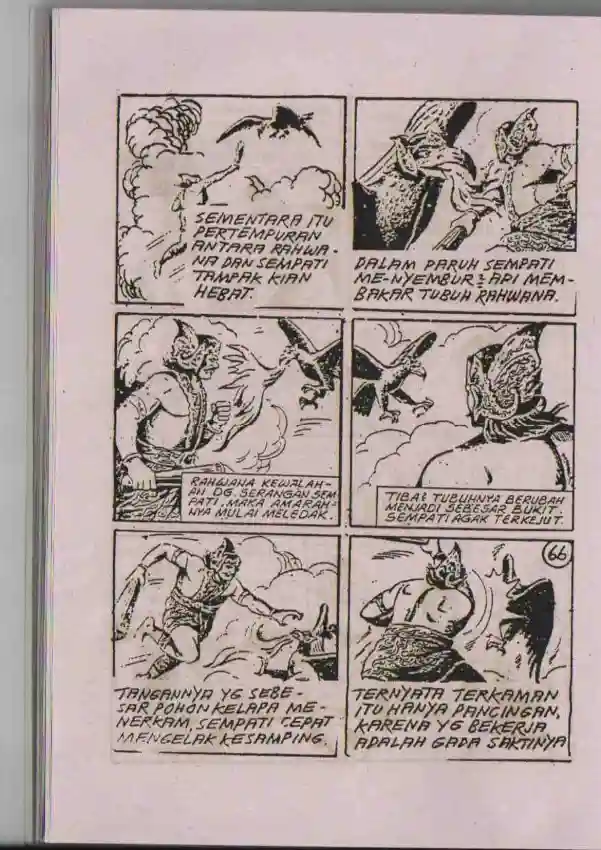 SEMENTARA ITU
PERTEMPURAN
ANTARA RAHWA-
NA DAN SEMPATI
TAMPAK KIAN
HEBAT.
DALAM PARUH SEMPATI
ME-NYEMBUR² API MEM-
BAKAR TUBUH RAHWANA.
RAHWANA KEWALAH-
AN DG. SERANGAN SEM
PATI, MAKA AMARAH-
NYA MULAI MELEDAK.
TIBA² TUBUHNYA BERUBAH
MENJADI SEBESAR BUKIT.
SEMPATI AGAK TERKEJUT.
TANGANNYA YG SEBE-
SAR POHON KELAPA ME-
NERKAM, SEMPATI CEPAT
MENGELAK KESAMPING.
66
TERNYATA TERKAMAN
ITU HANYA PANCINGAN,
KARENA YG BEKERJA
ADALAH GADA SAKTINYA